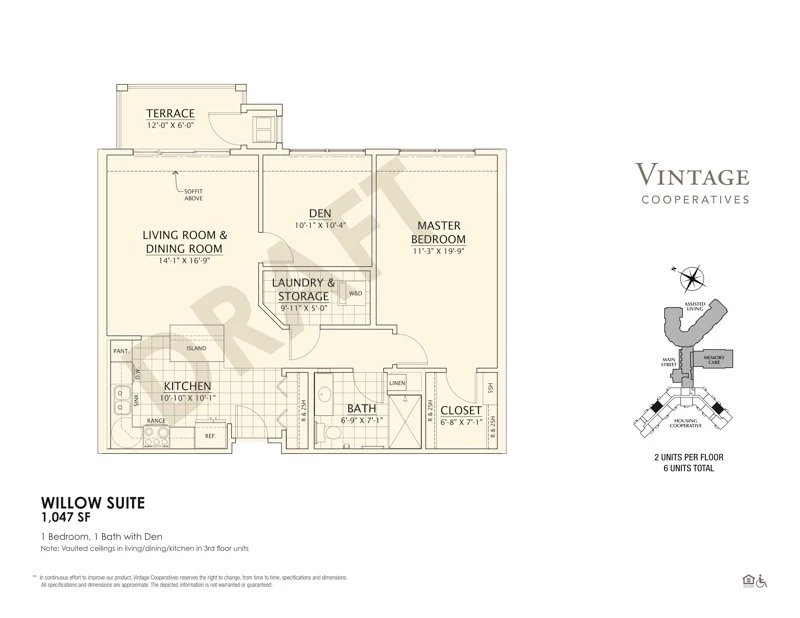 TERRACE
12'-0" X 6'-0"
SOFFIT
ABOVE
LIVING ROOM &
DINING ROOM
14'-1" X 16'-9"
DEN
10'-1" X 10'-4"
MASTER
BEDROOM
11'-3" X 19'-9"
LAUNDRY &
STORAGE
9'-11" X 5'-0"
W&D
DRAFT
PANT.
ISLAND
D.W.
SINK
KITCHEN
10'-10" X 10'-1"
RANGE
REF.
R & 2SH
LINEN
BATH
6'-9" X 7'-1"
R & 2SH
CLOSET
6'-8" X 7'-1"
5SH
R & 2SH
VINTAGE
COOPERATIVES
N
ASSISTED
LIVING
MAIN
STREET
MEMORY
CARE
HOUSING
COOPERATIVE
2 UNITS PER FLOOR
6 UNITS TOTAL
WILLOW SUITE
1,047 SF
1 Bedroom, 1 Bath with Den
Note: Vaulted ceilings in living/dining/kitchen in 3rd floor units
** In continuous effort to improve our product, Vintage Cooperatives reserves the right to change, from time to time, specifications and dimensions.
All specifications and dimensions are approximate. The depicted information is not warranted or guaranteed.